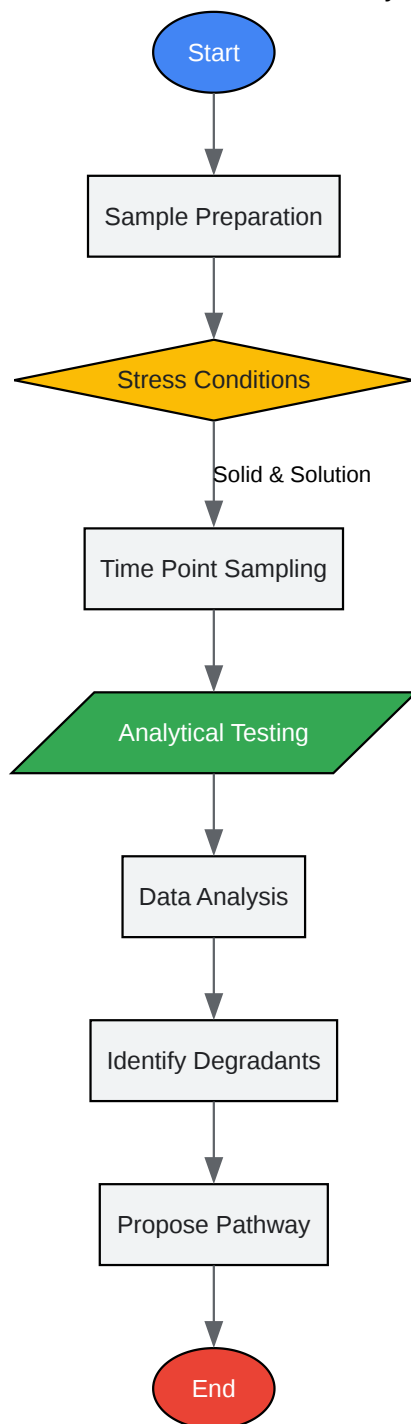 Start
Sample Preparation
Stress Conditions
Solid & Solution
Time Point Sampling
Analytical Testing
Data Analysis
Identify Degradants
Propose Pathway
End